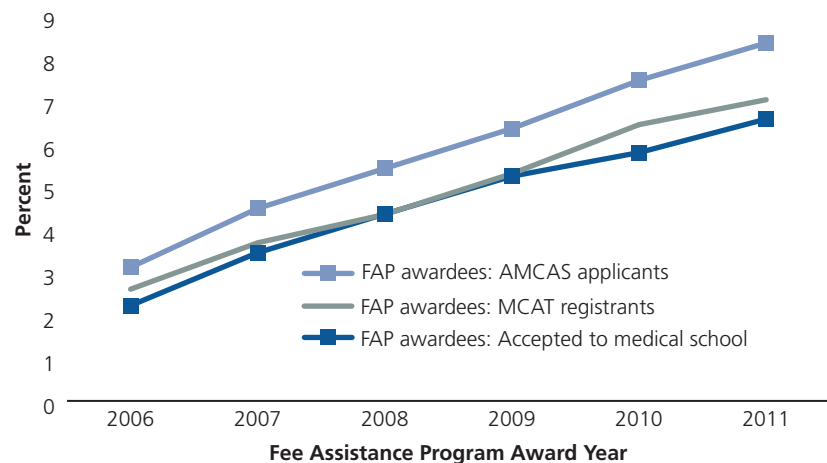 9
8
7
6
5
4
3
2
1
0
Percent
FAP awardees: AMCAS applicants
FAP awardees: MCAT registrants
FAP awardees: Accepted to medical school
2006 2007 2008 2009 2010 2011
Fee Assistance Program Award Year